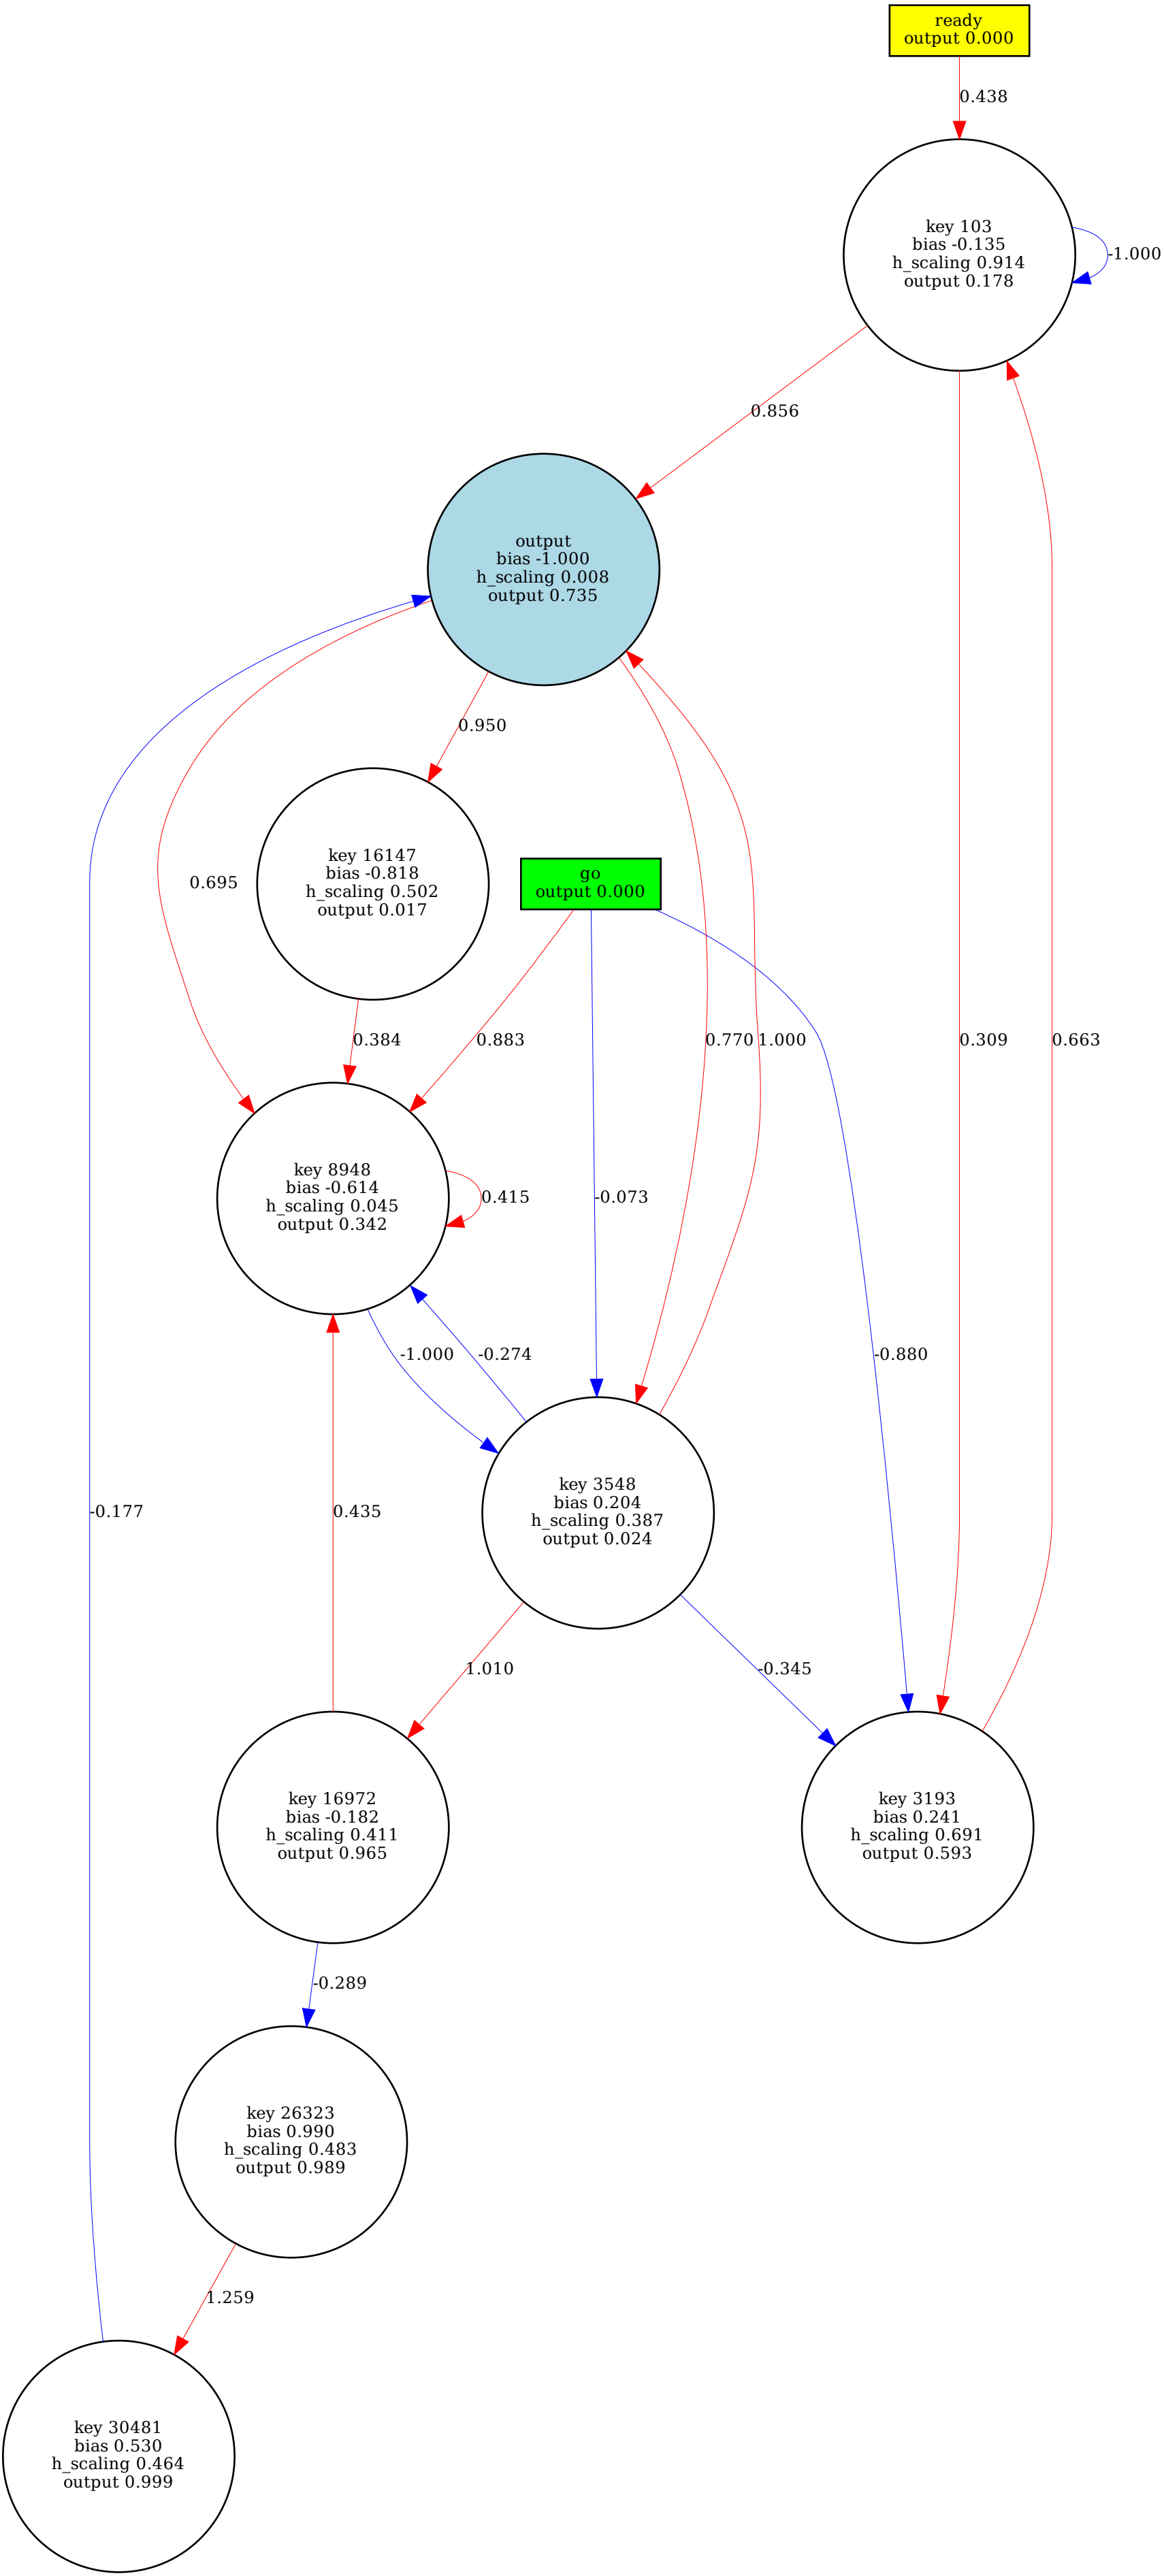 ready
output 0.000
0.438
key 103
bias -0.135
h_scaling 0.914
output 0.178
-1.000
0.856
output
bias -1.000
h_scaling 0.008
output 0.735
0.950
key 16147
bias -0.818
h_scaling 0.502
output 0.017
go
output 0.000
0.695
0.384
0.883
0.770
1.000
0.309
0.663
key 8948
bias -0.614
h_scaling 0.045
output 0.342
0.415
-0.073
-1.000
-0.274
-0.880
key 3548
bias 0.204
h_scaling 0.387
output 0.024
-0.177
0.435
1.010
-0.345
key 16972
bias -0.182
h_scaling 0.411
output 0.965
key 3193
bias 0.241
h_scaling 0.691
output 0.593
-0.289
key 26323
bias 0.990
h_scaling 0.483
output 0.989
1.259
key 30481
bias 0.530
h_scaling 0.464
output 0.999